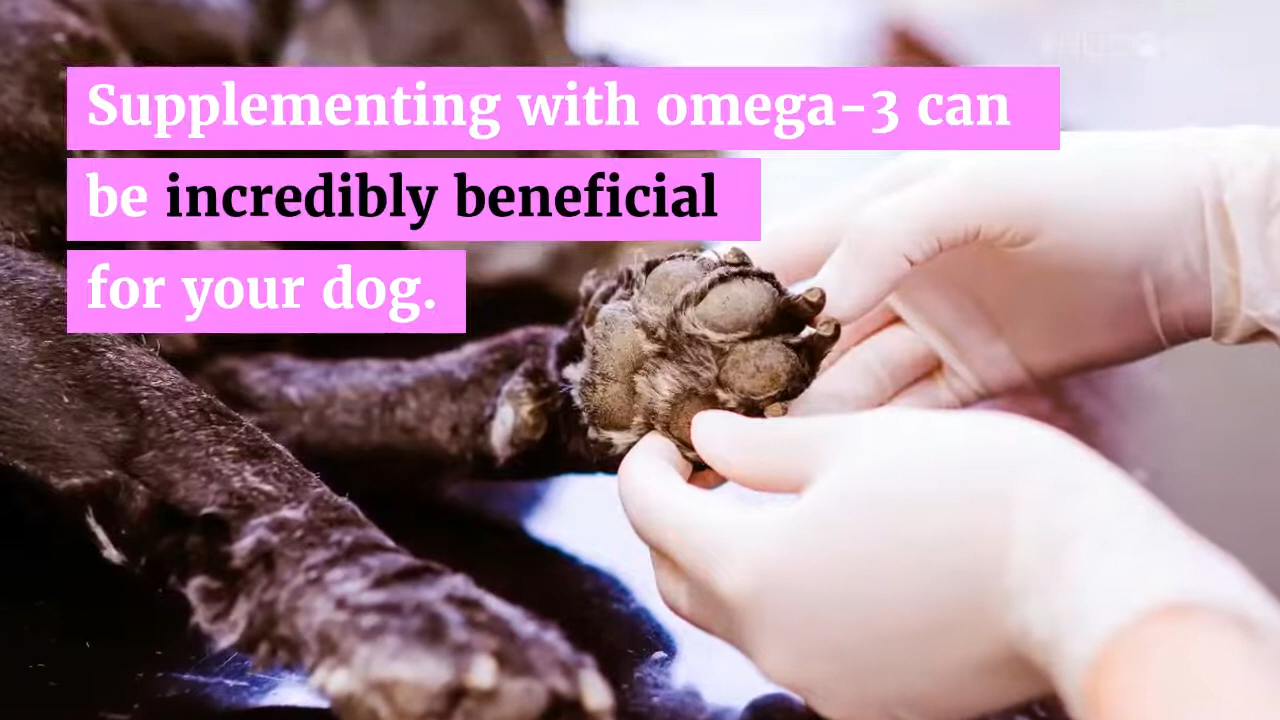 Supplementing with omega-3 can
be incredibly beneficial
for your dog.